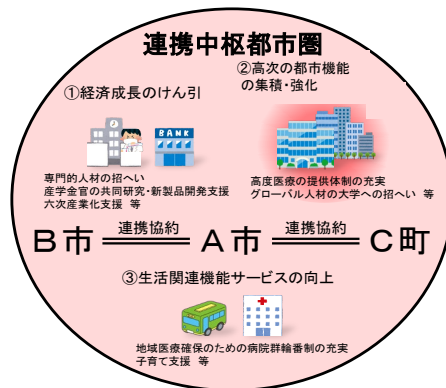 連携中枢都市圏
①経済成長のけん引
②高次の都市機能
の集積・強化
BANK
専門的人材の招へい
産学金官の共同研究・新製品開発支援
六次産業化支援 等
高度医療の提供体制の充実
グローバル人材の大学への招へい 等
B市 連携協約 A市 連携協約 C町
③生活関連機能サービスの向上
地域医療確保のための病院群輪番制の充実
子育て支援 等